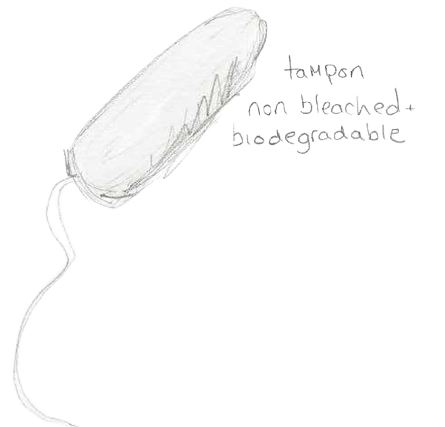 tampon
non bleached +
biodegradable